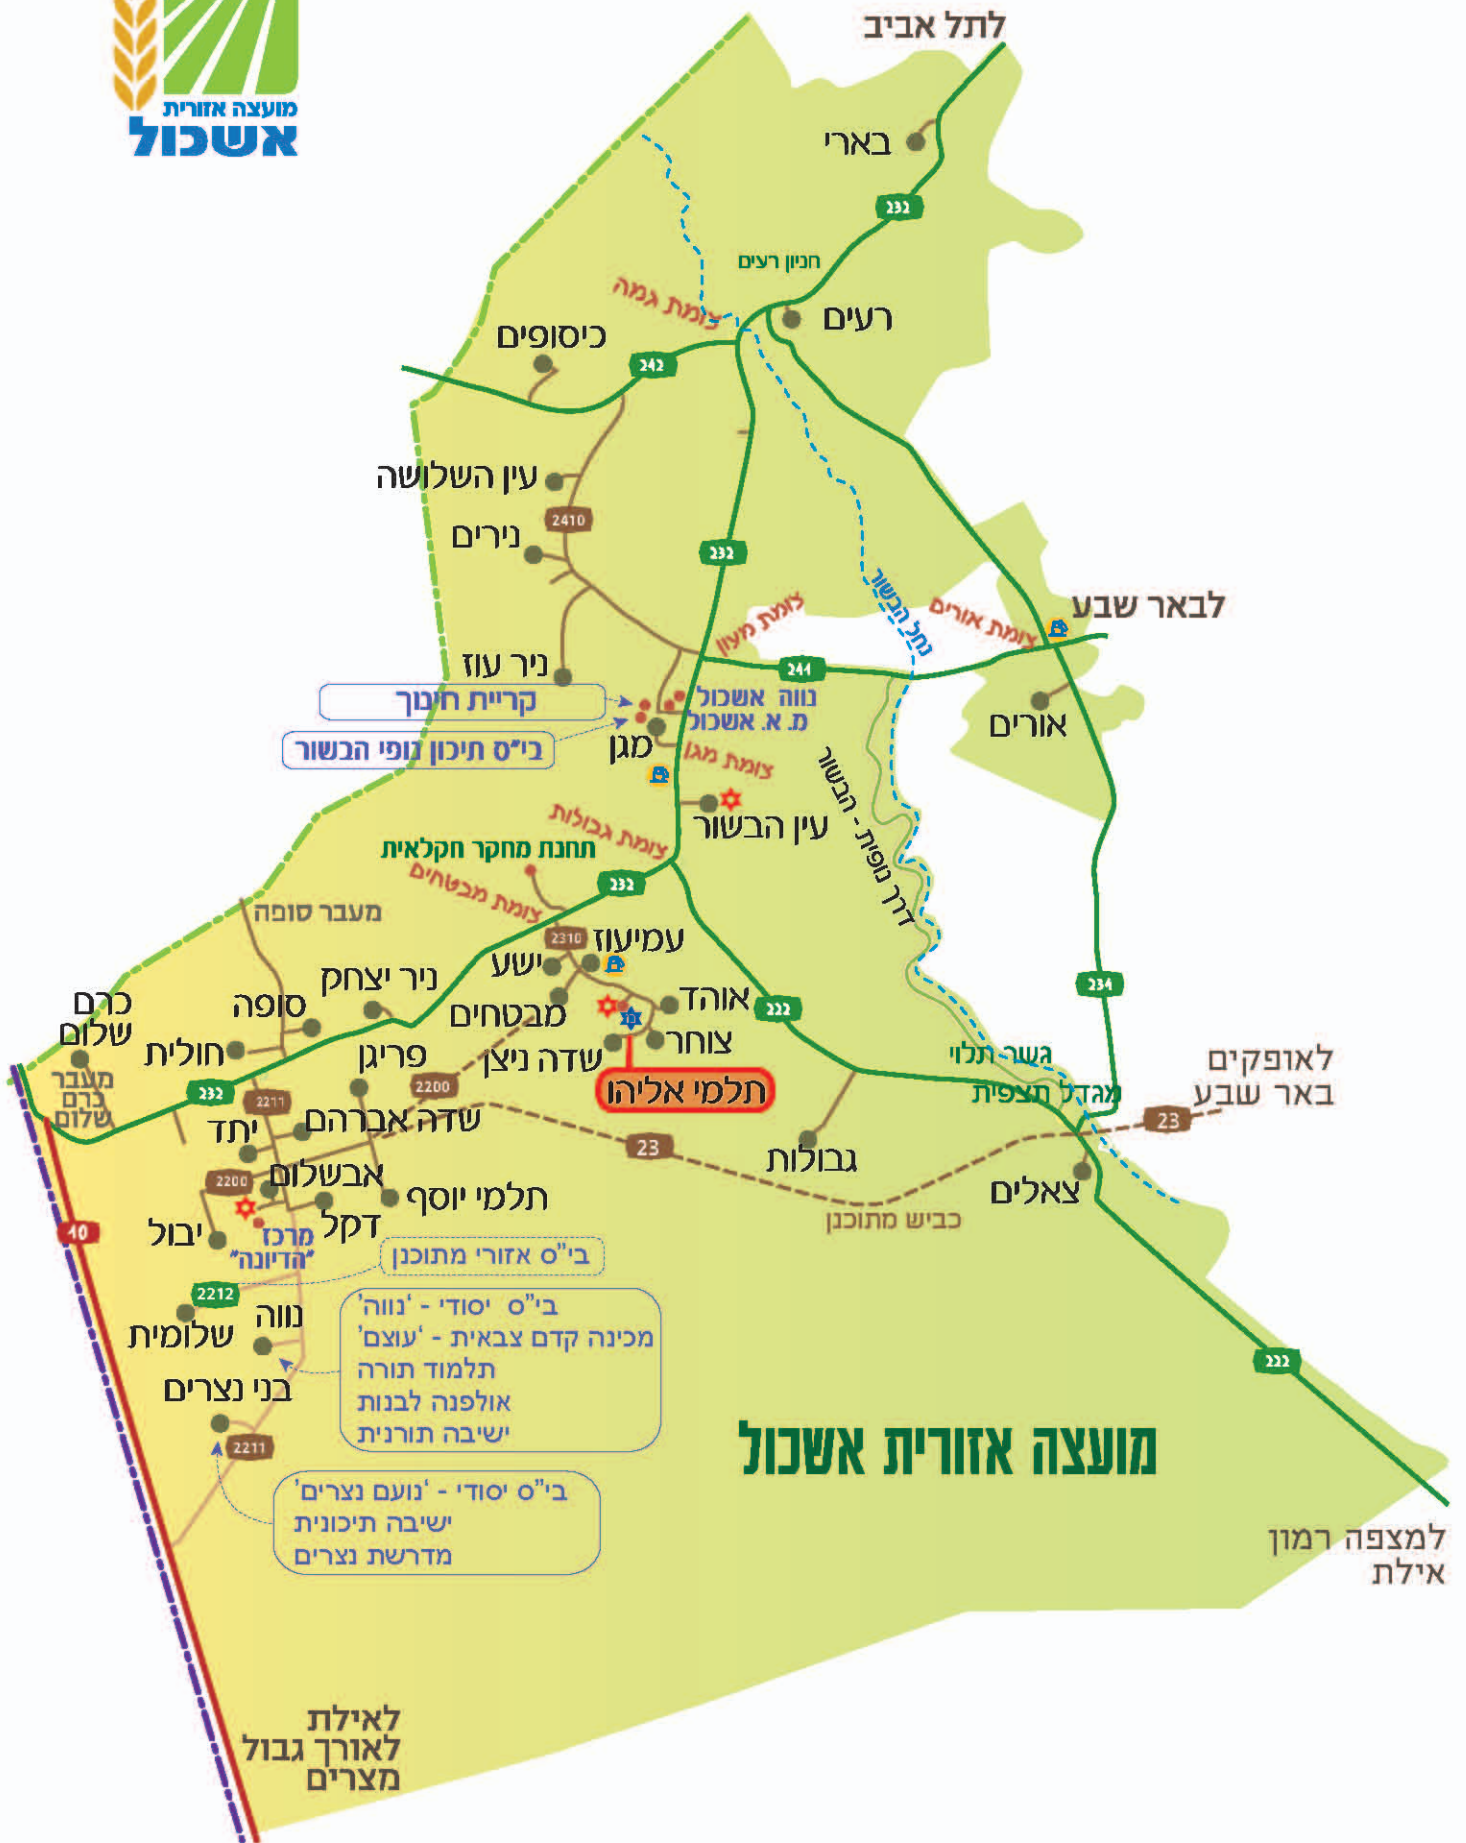 מועצה אזורית
אשכול
לתל אביב
בארי
232
חניון רעים
צומת גמה
רעים
כיסופים
242
עין השלושה
2410
נירים
232
נחל הבשור
צומת מעון
צומת אורים
לבאר שבע
ניר עוז
241
קריית חינוך
נווה אשכול
מ. א. אשכול
אורים
בי"ס תיכון נופי הבשור
מגן
צומת מגן
עין הבשור
דרך נופית - הבשור
צומת גבולות
תחנת מחקר חקלאית
232
צומת מבטחים
מעבר סופה
2310
עמיעוז
ישע
ניר יצחק
סופה
מבטחים
אוהד
222
234
כרם
שלום
חולית
פריגן
שדה ניצן
צוחר
תלמי אליהו
גשר תלוי
מגדל תצפית
לאופקים
באר שבע
מעבר
כרם
שלום
232
2211
2200
שדה אברהם
יתד
23
23
גבולות
2200
אבשלום
תלמי יוסף
צאלים
כביש מתוכנן
10
יבול
דקל
מרכז
"הדיונה"
בי"ס אזורי מתוכנן
2212
שלומית
נווה
בי"ס יסודי - 'נווה'
מכינה קדם צבאית - 'עוצם'
תלמוד תורה
אולפנה לבנות
ישיבה תורנית
222
בני נצרים
2211
מועצה אזורית אשכול
בי"ס יסודי - 'נועם נצרים'
ישיבה תיכונית
מדרשת נצרים
למצפה רמון
אילת
לאילת
לאורך גבול
מצרים